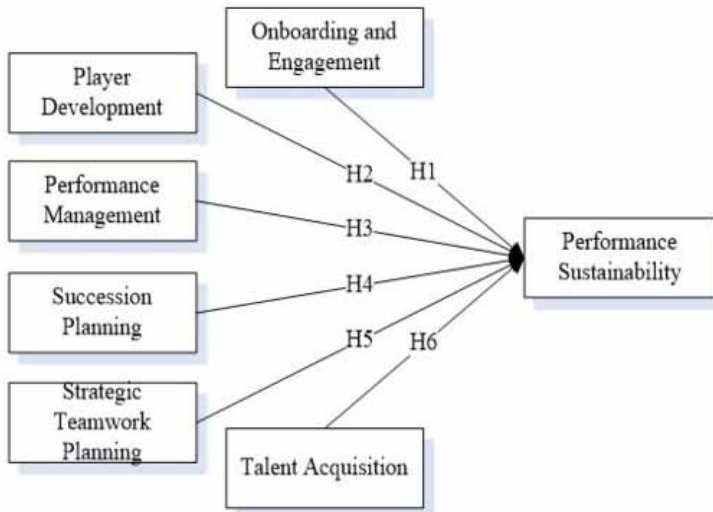 Onboarding and
Engagement
Player
Development
H1
H2
Performance
Management
H3
Performance
Sustainability
Succession
Planning
H4
H5
H6
Strategic
Teamwork
Planning
Talent Acquisition